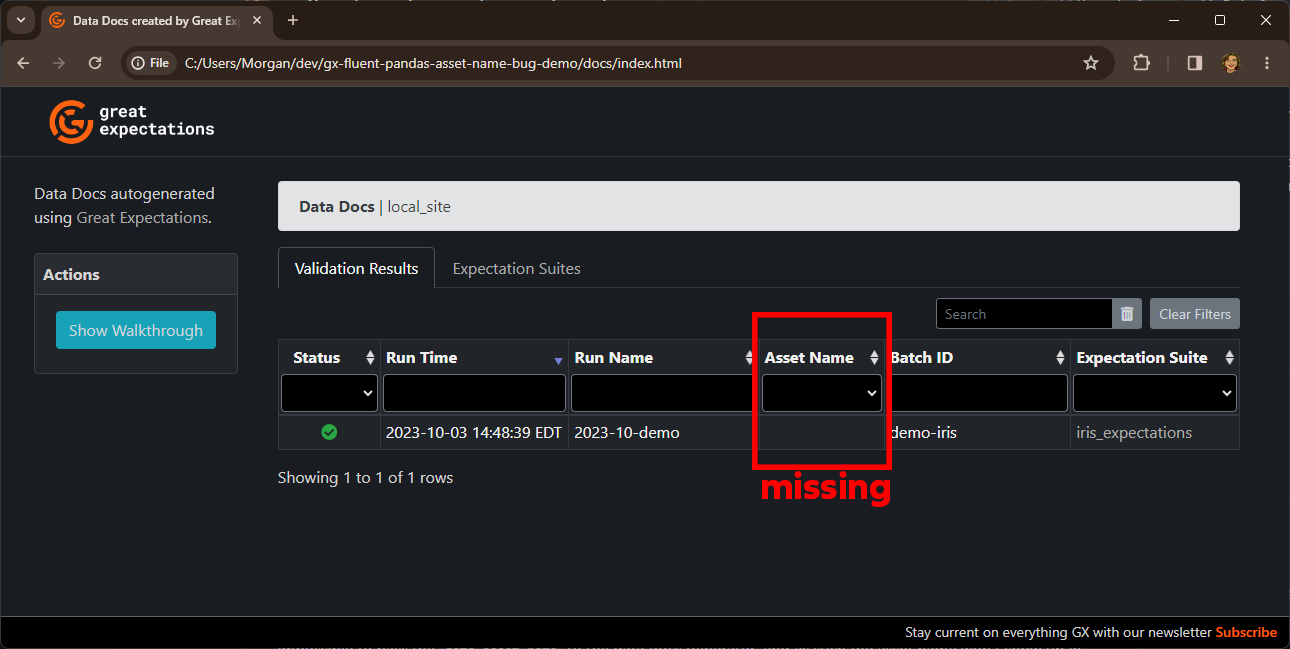 Data Docs created by Great Ex
File
C:/Users/Morgan/dev/gx-fluent-pandas-asset-name-bug-demo/docs/index.html
great
expectations
Data Docs autogenerated
using Great Expectations.
Actions
Show Walkthrough
Data Docs | local_site
Validation Results
Expectation Suites
Search
Clear Filters
Status Run Time Run Name Asset Name Batch ID Expectation Suite
2023-10-03 14:48:39 EDT 2023-10-demo demo-iris iris_expectations
Showing 1 to 1 of 1 rows
missing
Stay current on everything GX with our newsletter Subscribe